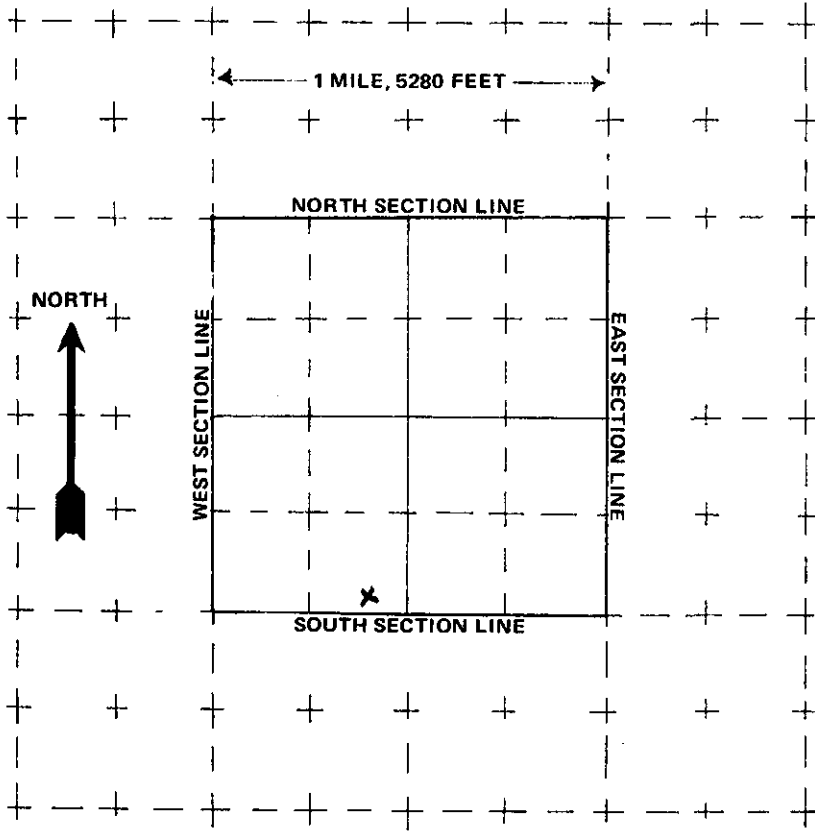 1 MILE, 5280 FEET
NORTH SECTION LINE
NORTH
WEST SECTION LINE
EAST SECTION LINE
X
SOUTH SECTION LINE